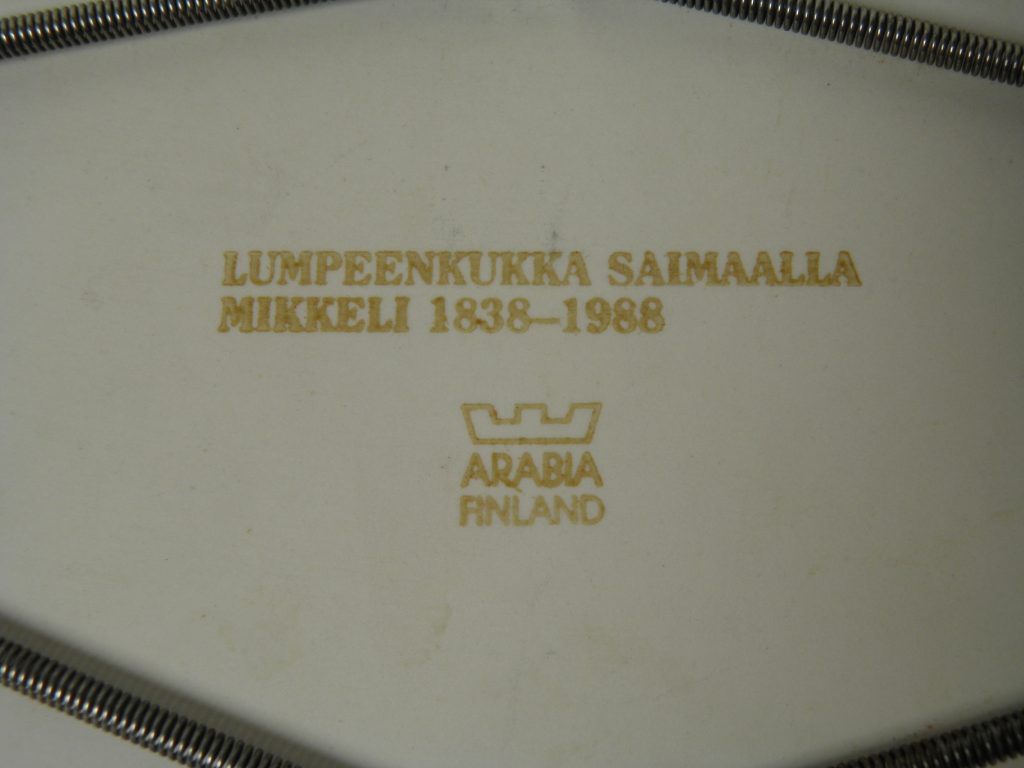 LUMPEENKUKKA SAIMAALLA
MIKKELI 1838–1988
ARABIA
FINLAND